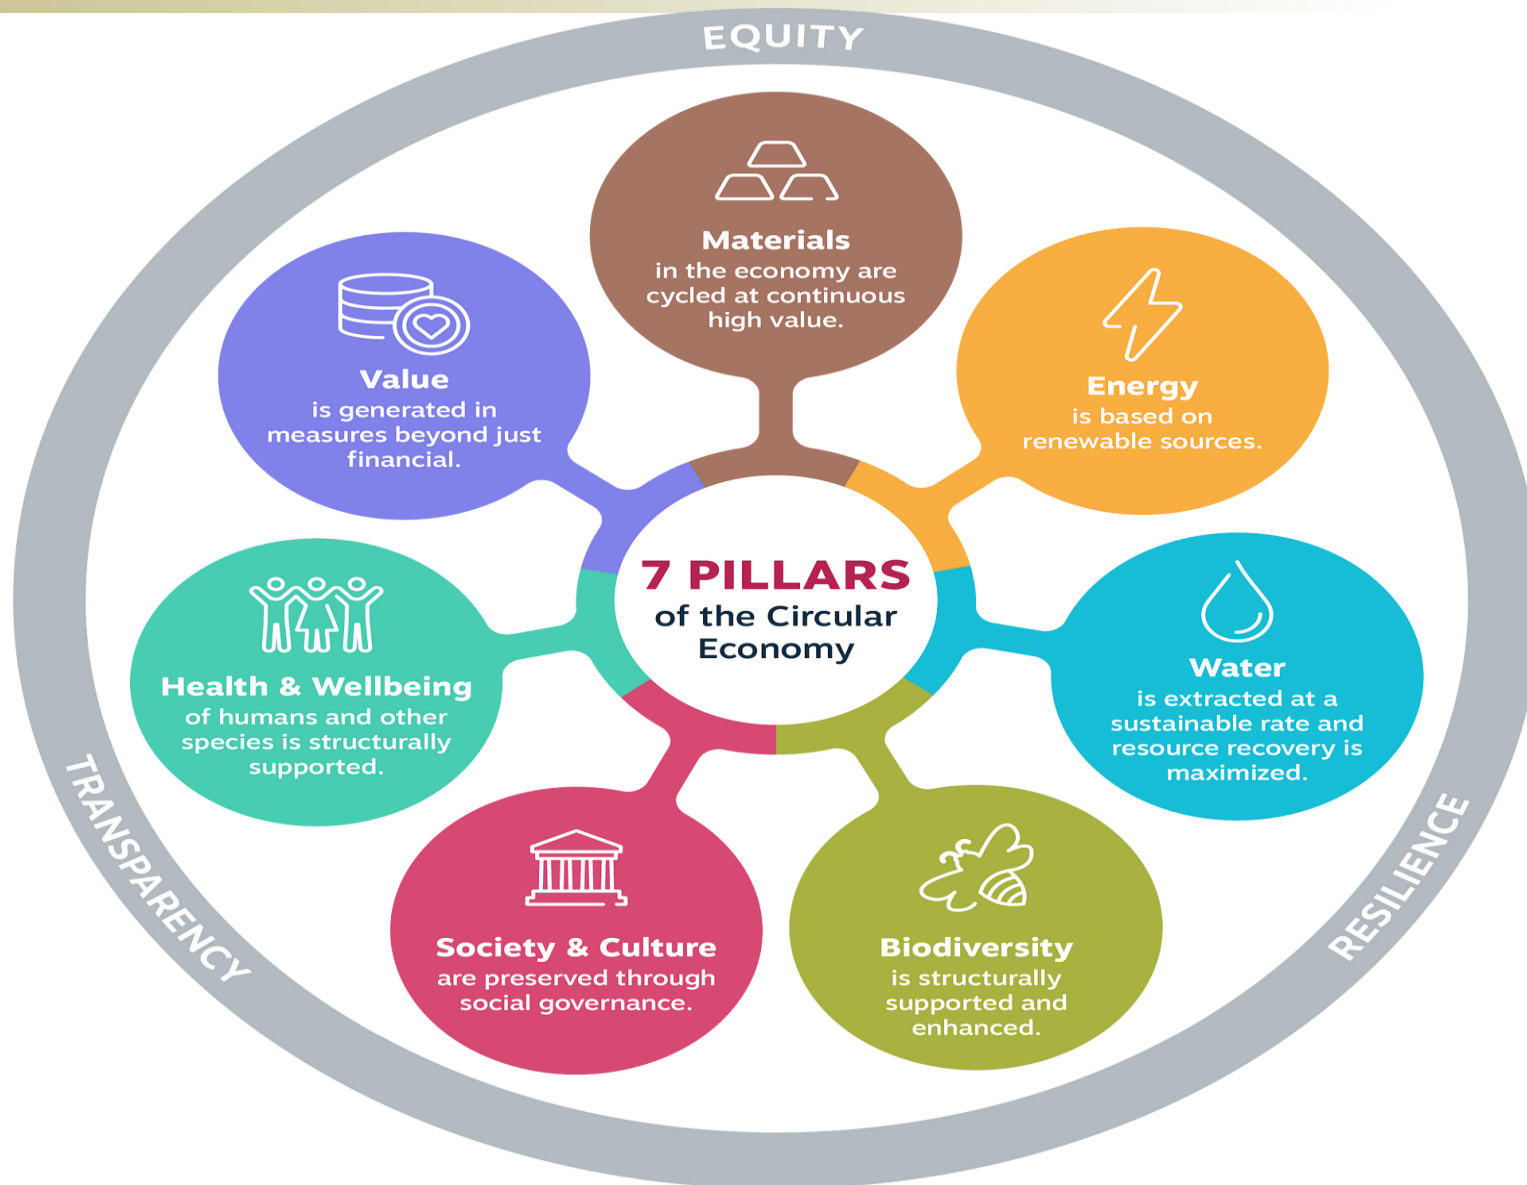 EQUITY
Materials
in the economy are
cycled at continuous
high value.
Energy
is based on
renewable sources.
Water
is extracted at a
sustainable rate and
resource recovery is
maximized.
Biodiversity
is structurally
supported and
enhanced.
Society & Culture
are preserved through
social governance.
Health & Wellbeing
of humans and other
species is structurally
supported.
Value
is generated in
measures beyond just
financial.
7 PILLARS
of the Circular
Economy
TRANSPARENCY
RESILIENCE